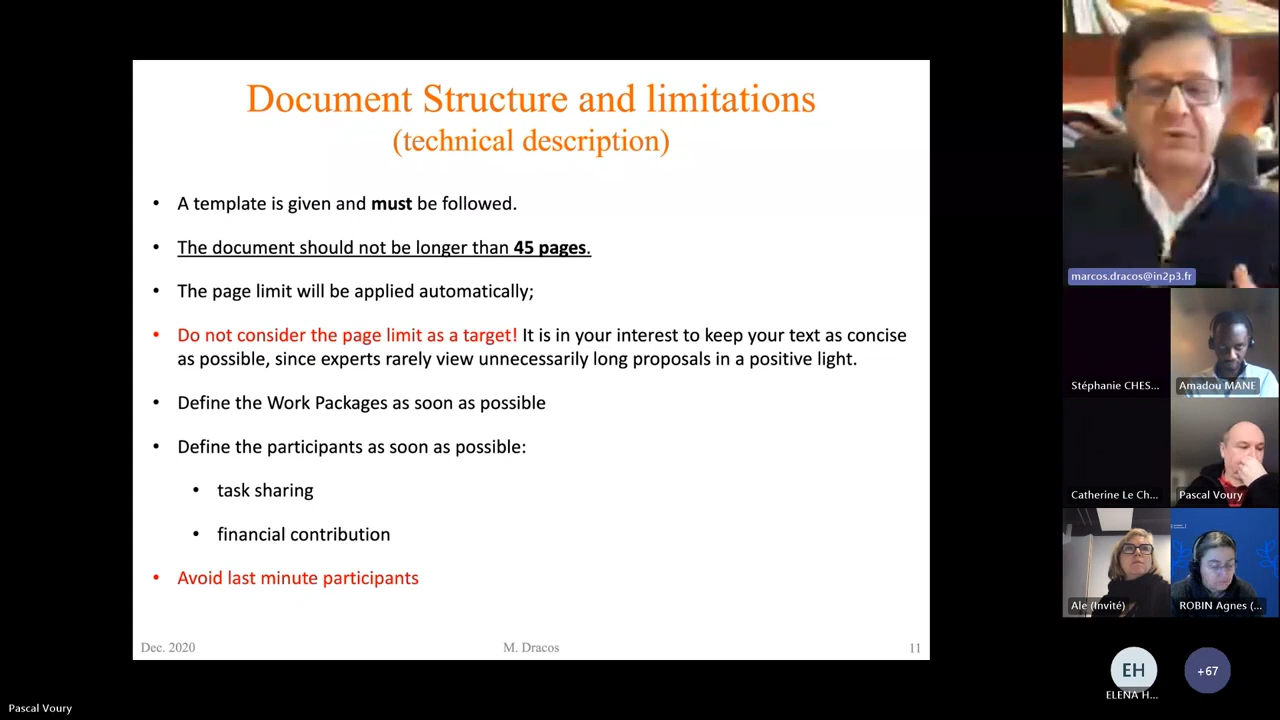 Document Structure and limitations
(technical description)
• A template is given and must be followed.
• The document should not be longer than 45 pages.
• The page limit will be applied automatically;
• Do not consider the page limit as a target! It is in your interest to keep your text as concise
as possible, since experts rarely view unnecessarily long proposals in a positive light.
• Define the Work Packages as soon as possible
• Define the participants as soon as possible:
• task sharing
• financial contribution
• Avoid last minute participants
Dec. 2020
M. Dracos
11
marcos.dracos@in2p3.fr
Stéphanie CHES...
Amadou MANE
Catherine Le Ch...
Pascal Voury
Ale (Invité)
ROBIN Agnes (...
EH
+67
ELENA H...
Pascal Voury